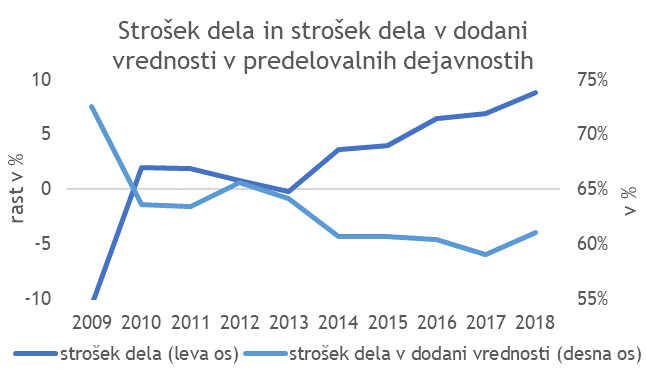 Strošek dela in strošek dela v dodani
vrednosti v predelovalnih dejavnostih
10
5
0
-5
-10
rast v %
75%
70%
65%
60%
55%
v %
2009 2010 2011 2012 2013 2014 2015 2016 2017 2018
strošek dela (leva os) strošek dela v dodani vrednosti (desna os)